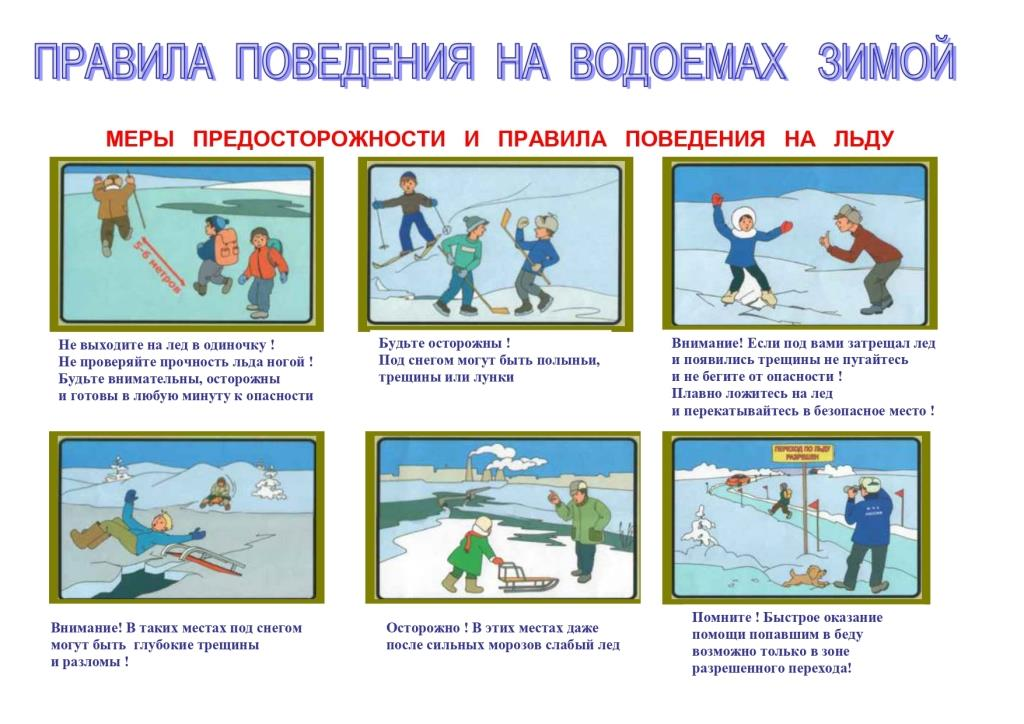 ПРАВИЛА ПОВЕДЕНИЯ НА ВОДОЕМАХ ЗИМОЙ
МЕРЫ ПРЕДОСТОРОЖНОСТИ И ПРАВИЛА ПОВЕДЕНИЯ НА ЛЬДУ
5-6 метров
Не выходите на лед в одиночку !
Не проверяйте прочность льда ногой !
Будьте внимательны, осторожны
и готовы в любую минуту к опасности
Будьте осторожны !
Под снегом могут быть полыньи,
трещины или лунки
Внимание! Если под вами затрещал лед
и появились трещины не пугайтесь
и не бегите от опасности !
Плавно ложитесь на лед
и перекатывайтесь в безопасное место !
Внимание! В таких местах под снегом
могут быть глубокие трещины
и разломы !
Осторожно ! В этих местах даже
после сильных морозов слабый лед
ПЕРЕХОД ПО ЛЬДУ
РАЗРЕШЕН
М Ч С
РОССИИ
Помните ! Быстрое оказание
помощи попавшим в беду
возможно только в зоне
разрешенного перехода!